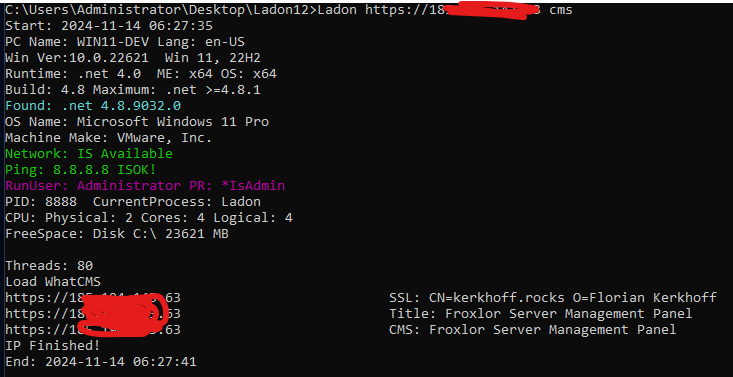 C:\Users\Administrator\Desktop\Ladon12>Ladon https://18 cms
Start: 2024-11-14 06:27:35
PC Name: WIN11-DEV Lang: en-US
Win Ver:10.0.22621 Win 11, 22H2
Runtime: .net 4.0 ME: x64 OS: x64
Build: 4.8 Maximum: .net >=4.8.1
Found: .net 4.8.9032.0
OS Name: Microsoft Windows 11 Pro
Machine Make: VMware, Inc.
Network: IS Available
Ping: 8.8.8.8 ISOK!
RunUser: Administrator PR: *IsAdmin
PID: 8888 CurrentProcess: Ladon
CPU: Physical: 2 Cores: 4 Logical: 4
FreeSpace: Disk C:\ 23621 MB
Threads: 80
Load WhatCMS
https://18 .63 SSL: CN=kerkhoff.rocks O=Florian Kerkhoff
https://18 .63 Title: Froxlor Server Management Panel
https://18 .63 CMS: Froxlor Server Management Panel
IP Finished!
End: 2024-11-14 06:27:41